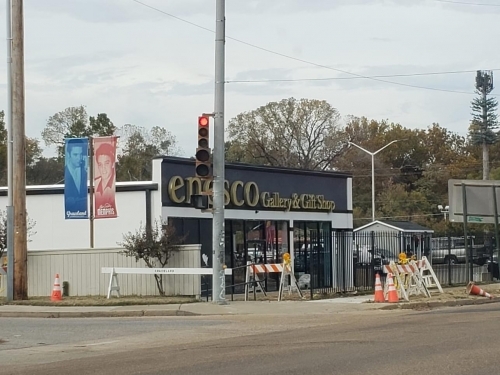 enesco Gallery & Gift Shop
Graceland
MEMPHIS